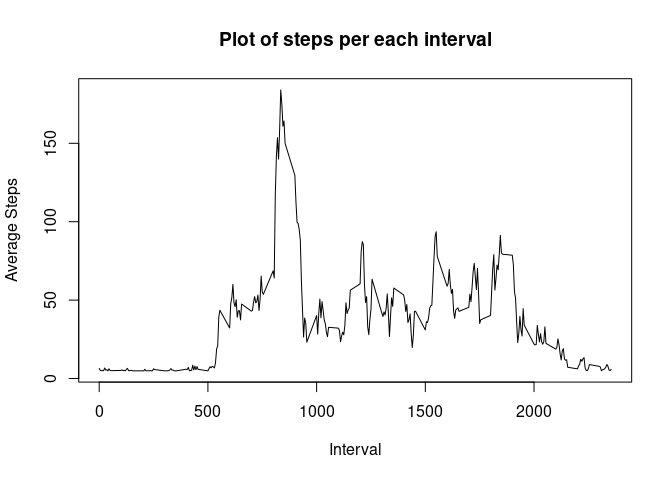 Plot of steps per each interval
Average Steps
150
100
50
0
0 500 1000 1500 2000
Interval